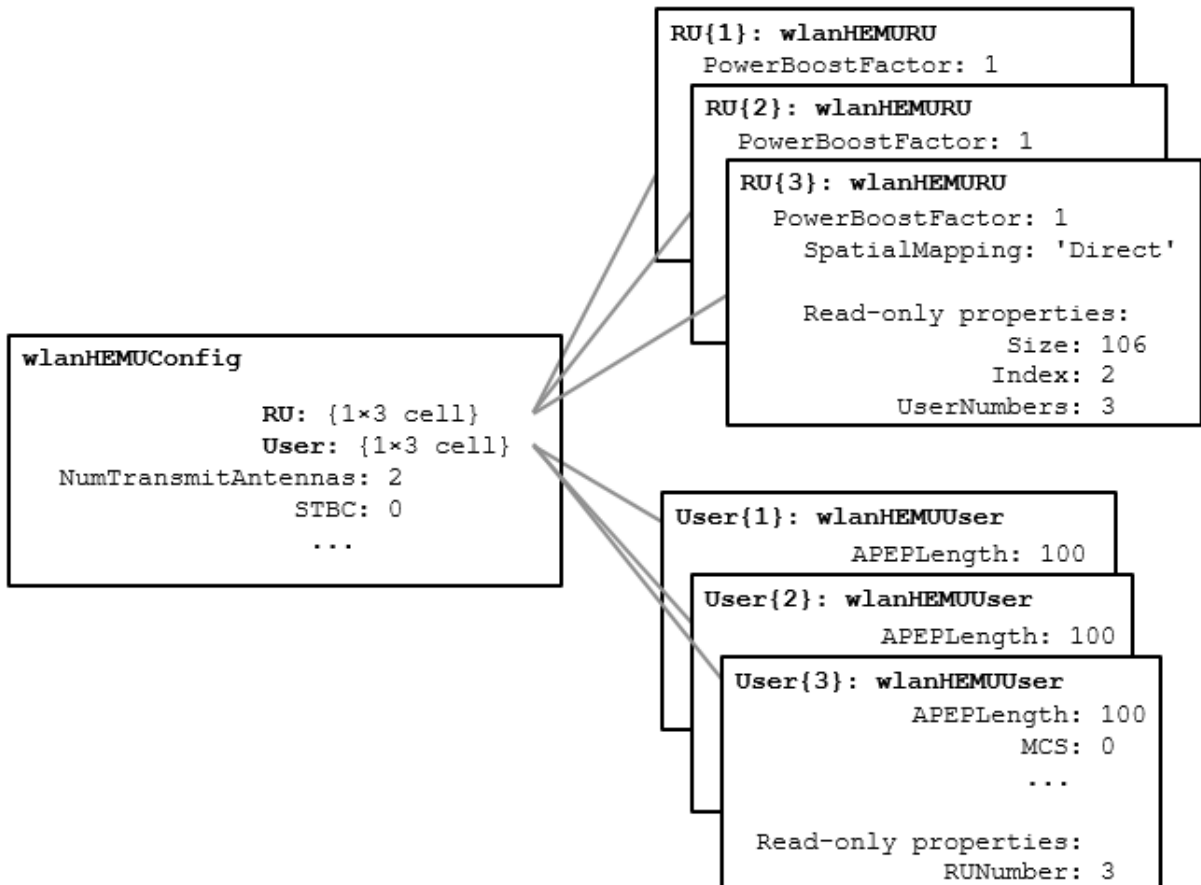 RU{1}: wlanHEMURU
PowerBoostFactor: 1
RU{2}: wlanHEMURU
PowerBoostFactor: 1
RU{3}: wlanHEMURU
PowerBoostFactor: 1
SpatialMapping: 'Direct'
Read-only properties:
Size: 106
Index: 2
UserNumbers: 3
wlanHEMUConfig
RU: {1×3 cell}
User: {1×3 cell}
NumTransmitAntennas: 2
STBC: 0
...
User{1}: wlanHEMUUser
APEPLength: 100
User{2}: wlanHEMUUser
APEPLength: 100
User{3}: wlanHEMUUser
APEPLength: 100
MCS: 0
...
Read-only properties:
RUNumber: 3